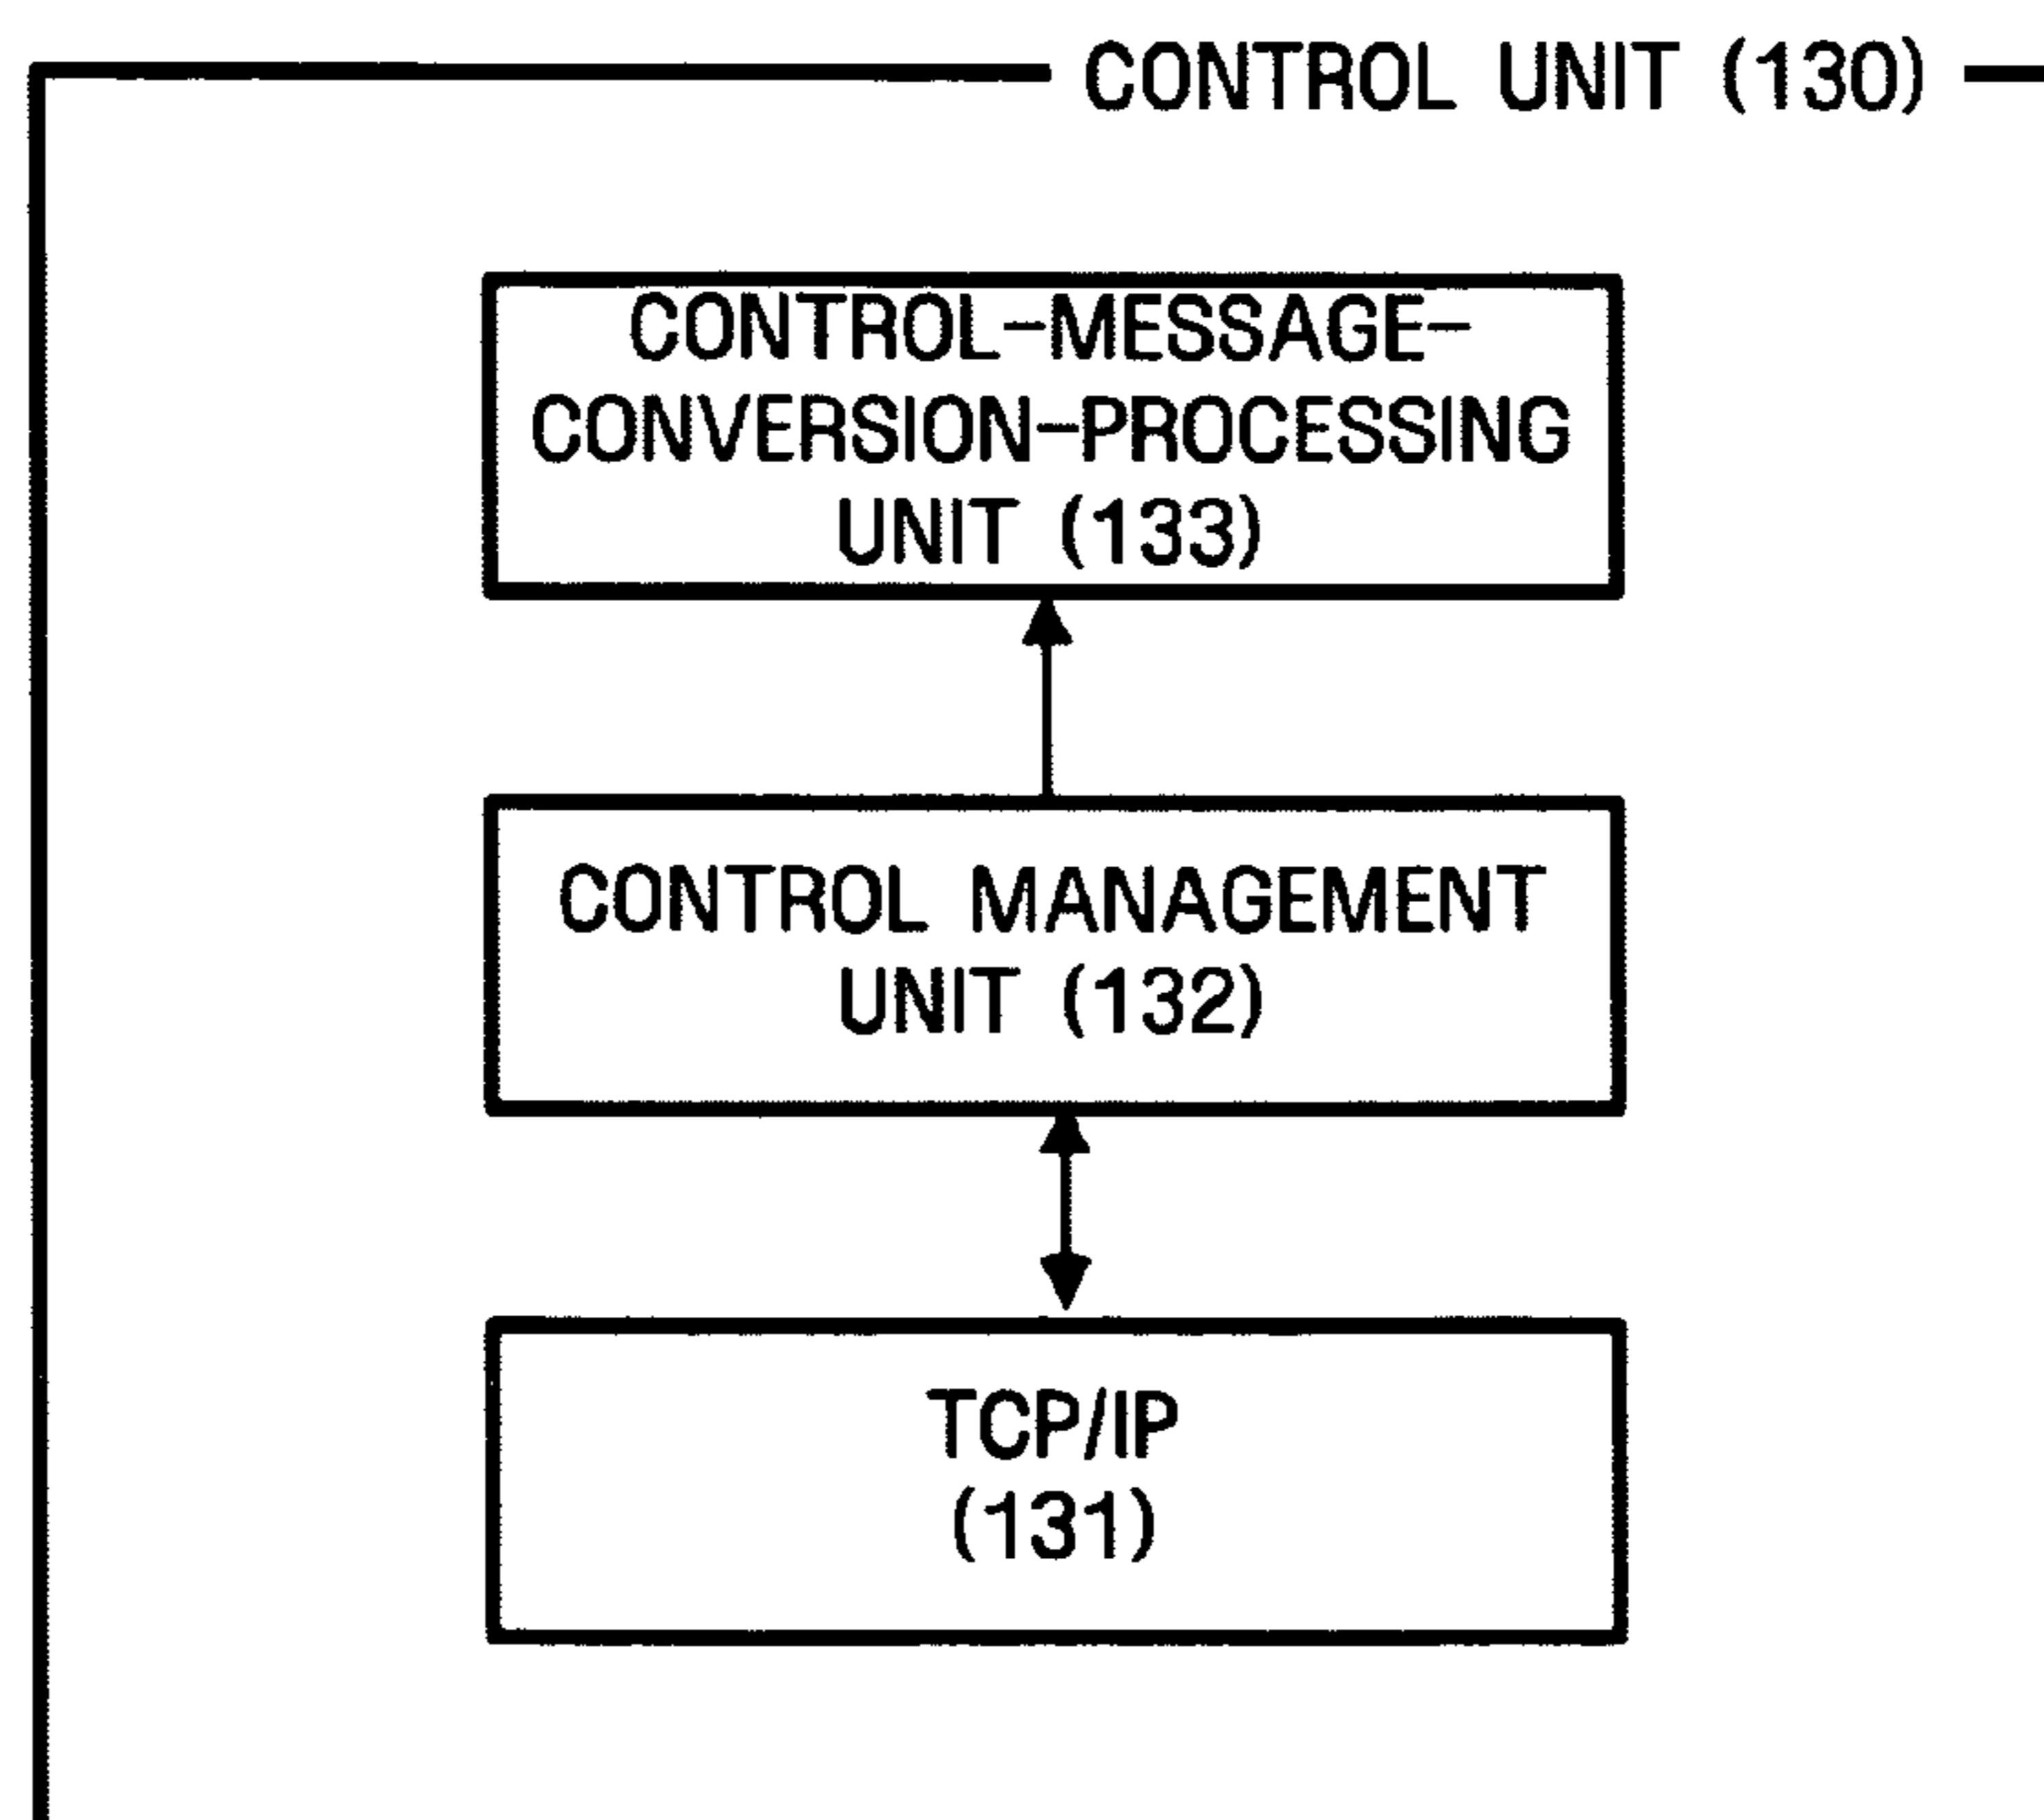 CONTROL UNIT (130)
CONTROL-MESSAGE-
CONVERSION-PROCESSING
UNIT (133)
CONTROL MANAGEMENT
UNIT (132)
TCP/IP
(131)